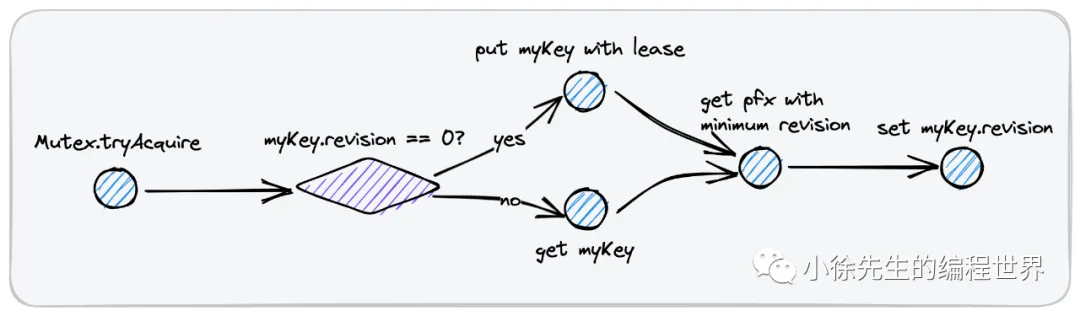 put myKey with lease
get pfx with
minimum revision
set myKey.revision
Mutex.tryAcquire
myKey.revision == 0?
yes
no
get myKey
小徐先生的编程世界